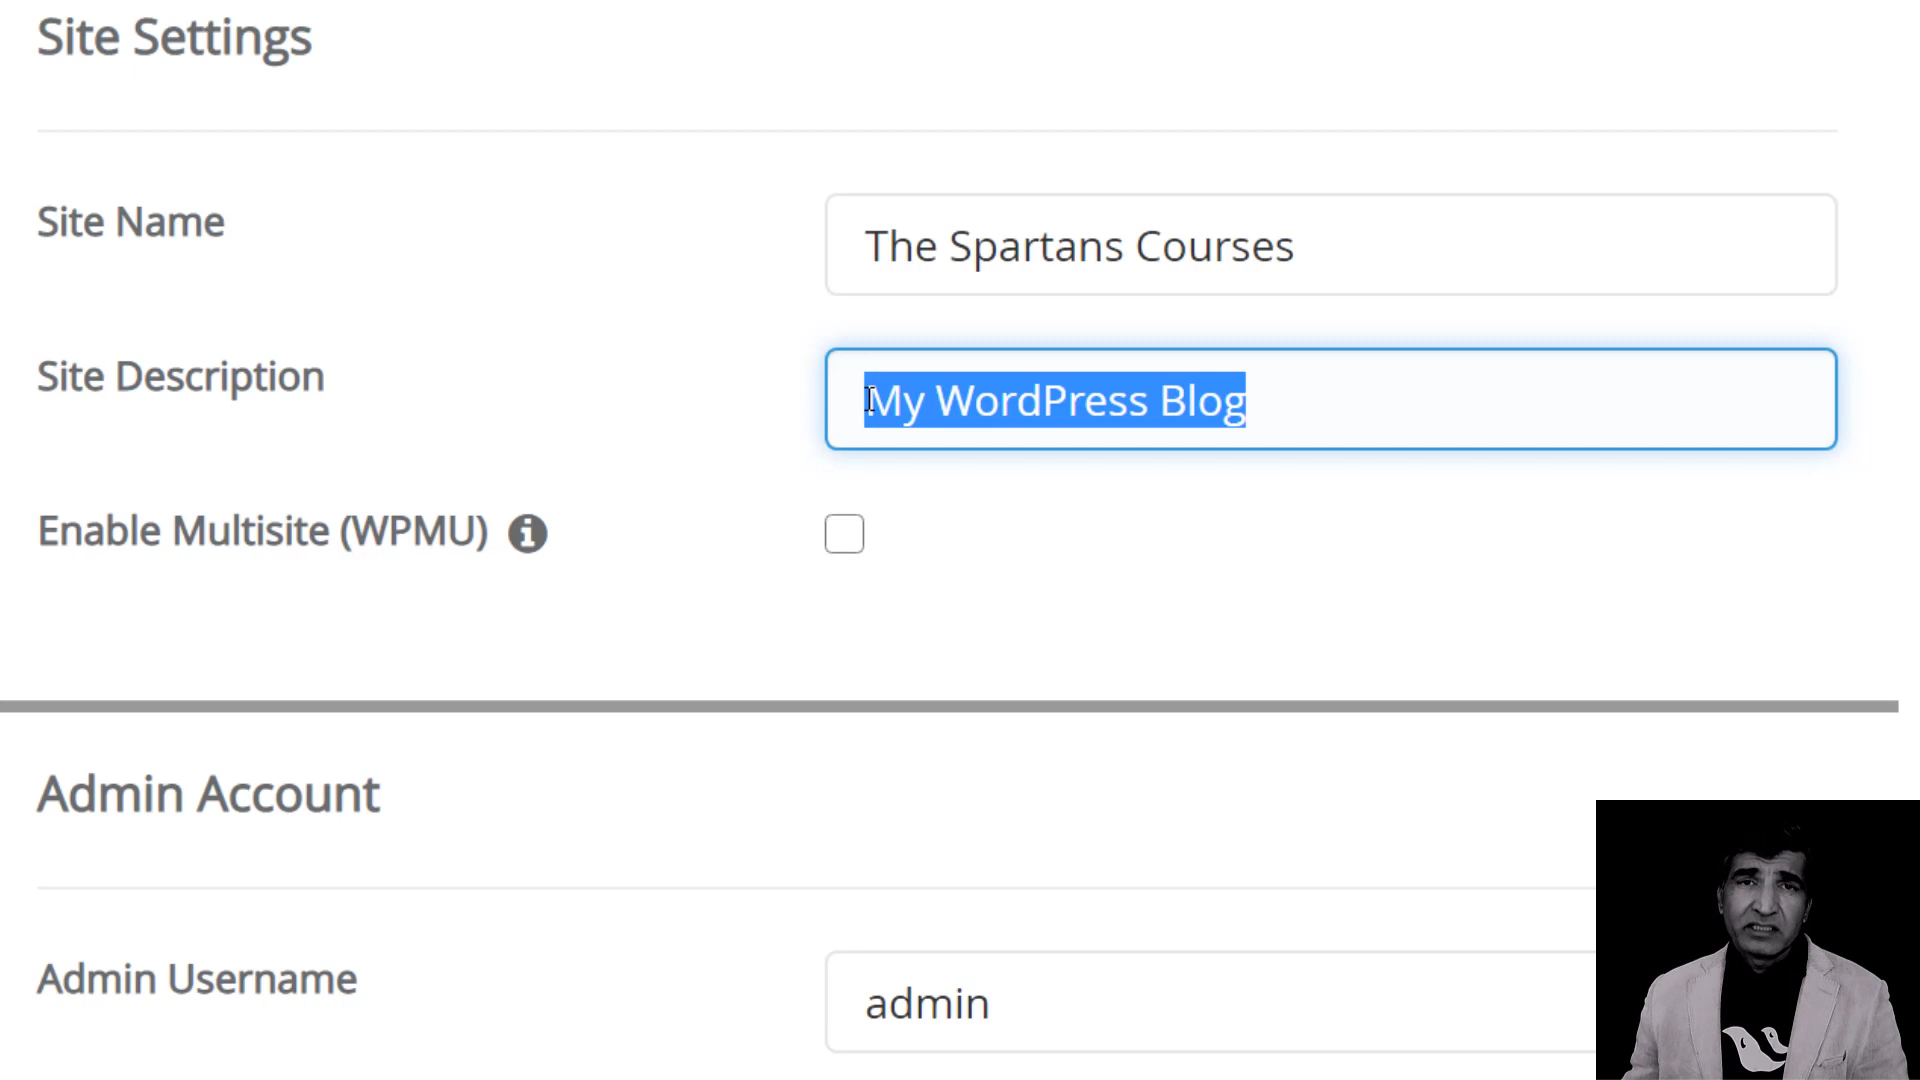 Site Settings
Site Name
The Spartans Courses
Site Description
My WordPress Blog
Enable Multisite (WPMU)
Admin Account
Admin Username
admin